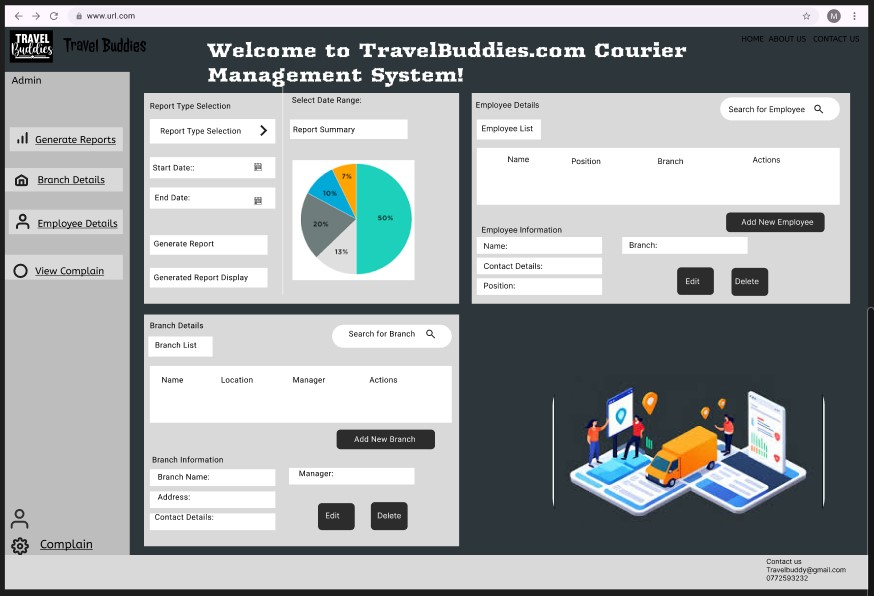 www.url.com
M
TRAVEL
Buddies
Travel Buddies
HOME ABOUT US CONTACT US
Welcome to TravelBuddies.com Courier
Management System!
Admin
Generate Reports
Branch Details
Employee Details
View Complain
Complain
Report Type Selection
Report Type Selection
Start Date::
End Date:
Generate Report
Generated Report Display
Select Date Range:
Report Summary
7%
10%
50%
20%
13%
Employee Details
Search for Employee
Employee List
Name Position Branch Actions
Add New Employee
Employee Information
Name:
Branch:
Contact Details:
Position:
Edit
Delete
Branch Details
Search for Branch
Branch List
Name Location Manager Actions
Add New Branch
Branch Information
Branch Name:
Manager:
Address:
Contact Details:
Edit
Delete
Contact us
Travelbuddy@gmail.com
0772593232